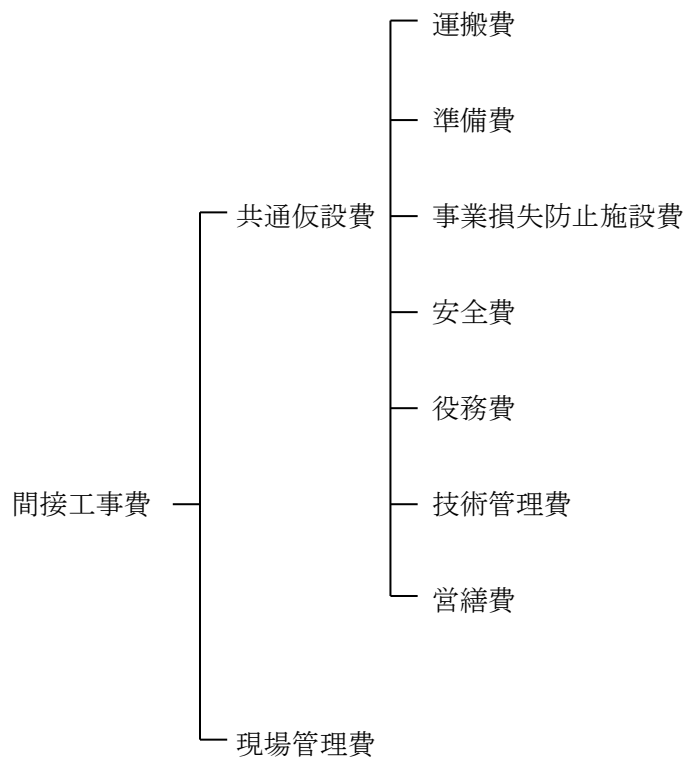 運搬費
準備費
共通仮設費
事業損失防止施設費
安全費
役務費
間接工事費
技術管理費
営繕費
現場管理費